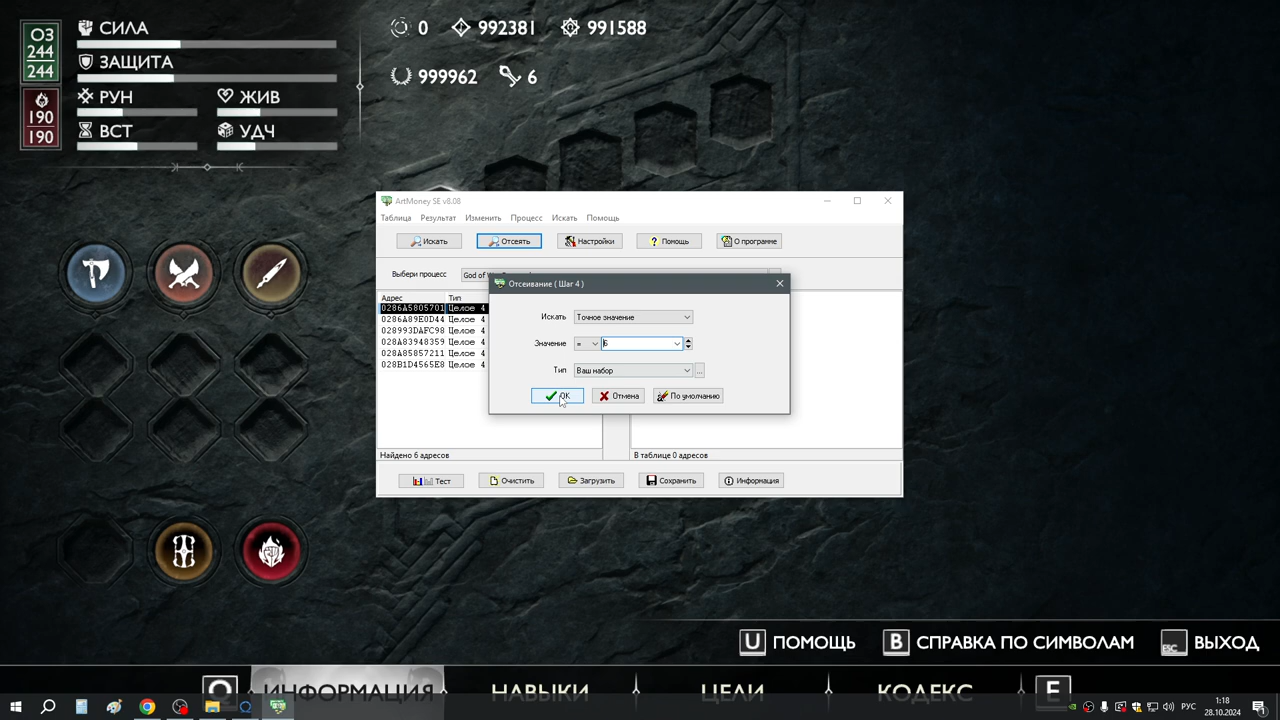 СИЛА
ОЗ
244
244
ЗАЩИТА
190
190
РУН
ЖИВ
ВСТ
УДЧ
0 992381 991588
999962 6
ArtMoney SE v8.08
Таблица Результат Изменить Процесс Искать Помощь
Искать Отсеять Настройки Помощь О программе
Выбери процесс
Адрес Тип
0286A5805701 Целое 4
0286A89E0D44 Целое 4
028993DAFC98 Целое 4
028A83948359 Целое 4
028A85857211 Целое 4
028B1D4565E8 Целое 4
Отсеивание ( Шаг 4 )
Искать Точное значение
Значение = 6
Тип Ваш набор ...
OK Отмена По умолчанию
Найдено 6 адресов В таблице 0 адресов
Тест Очистить Загрузить Сохранить Информация
U ПОМОЩЬ B СПРАВКА ПО СИМВОЛАМ ESC ВЫХОД
Q ИНФОРМАЦИЯ НАВЫКИ ЦЕЛИ КОДЕКС E
РУС
1:18
28.10.2024